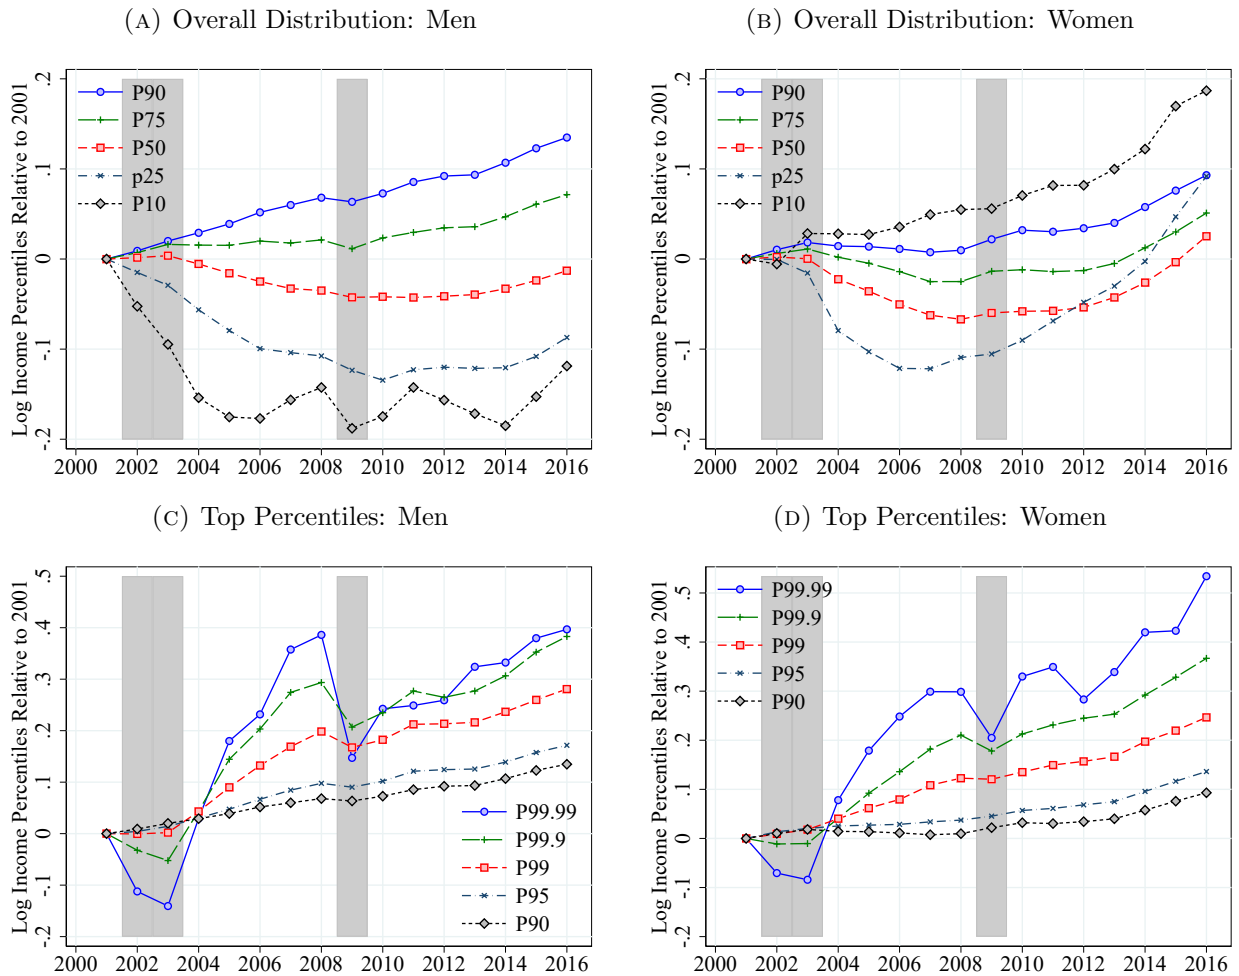 (A) Overall Distribution: Men
Log Income Percentiles Relative to 2001
.2
.1
0
-.1
-.2
P90
P75
P50
p25
P10
2000 2002 2004 2006 2008 2010 2012 2014 2016
(B) Overall Distribution: Women
Log Income Percentiles Relative to 2001
.2
.1
0
-.1
-.2
P90
P75
P50
p25
P10
2000 2002 2004 2006 2008 2010 2012 2014 2016
(C) Top Percentiles: Men
Log Income Percentiles Relative to 2001
.5
.4
.3
.2
.1
0
-.1
-.2
P99.99
P99.9
P99
P95
P90
2000 2002 2004 2006 2008 2010 2012 2014 2016
(D) Top Percentiles: Women
Log Income Percentiles Relative to 2001
.5
.4
.3
.2
.1
0
-.1
-.2
P99.99
P99.9
P99
P95
P90
2000 2002 2004 2006 2008 2010 2012 2014 2016